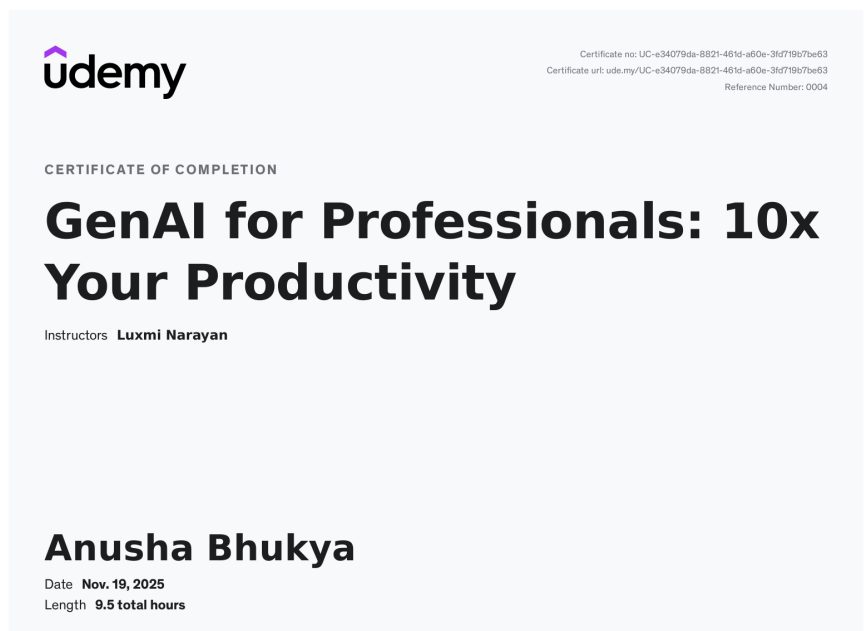 udemy
Certificate no: UC-e34079da-8821-461d-a60e-3fd719b7be63
Certificate url: ude.my/UC-e34079da-8821-461d-a60e-3fd719b7be63
Reference Number: 0004
CERTIFICATE OF COMPLETION
GenAI for Professionals: 10x
Your Productivity
Instructors Luxmi Narayan
Anusha Bhukya
Date Nov. 19, 2025
Length 9.5 total hours